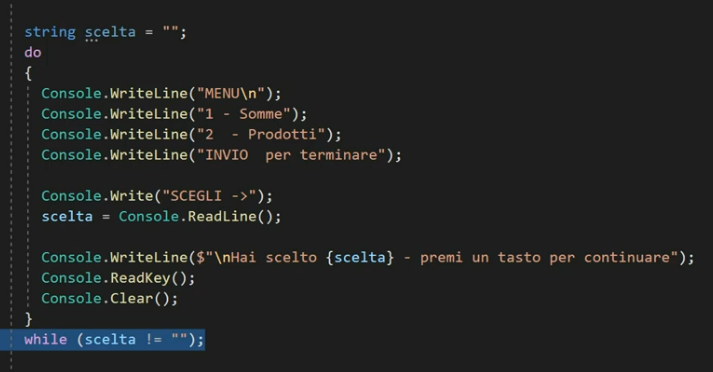 string scelta = "";
do
{
Console.WriteLine("MENU\n");
Console.WriteLine("1 - Somme");
Console.WriteLine("2  - Prodotti");
Console.WriteLine("INVIO  per terminare");
Console.Write("SCEGLI ->");
scelta = Console.ReadLine();
Console.WriteLine($"\nHai scelto {scelta} - premi un tasto per continuare");
Console.ReadKey();
Console.Clear();
}
while (scelta != "");